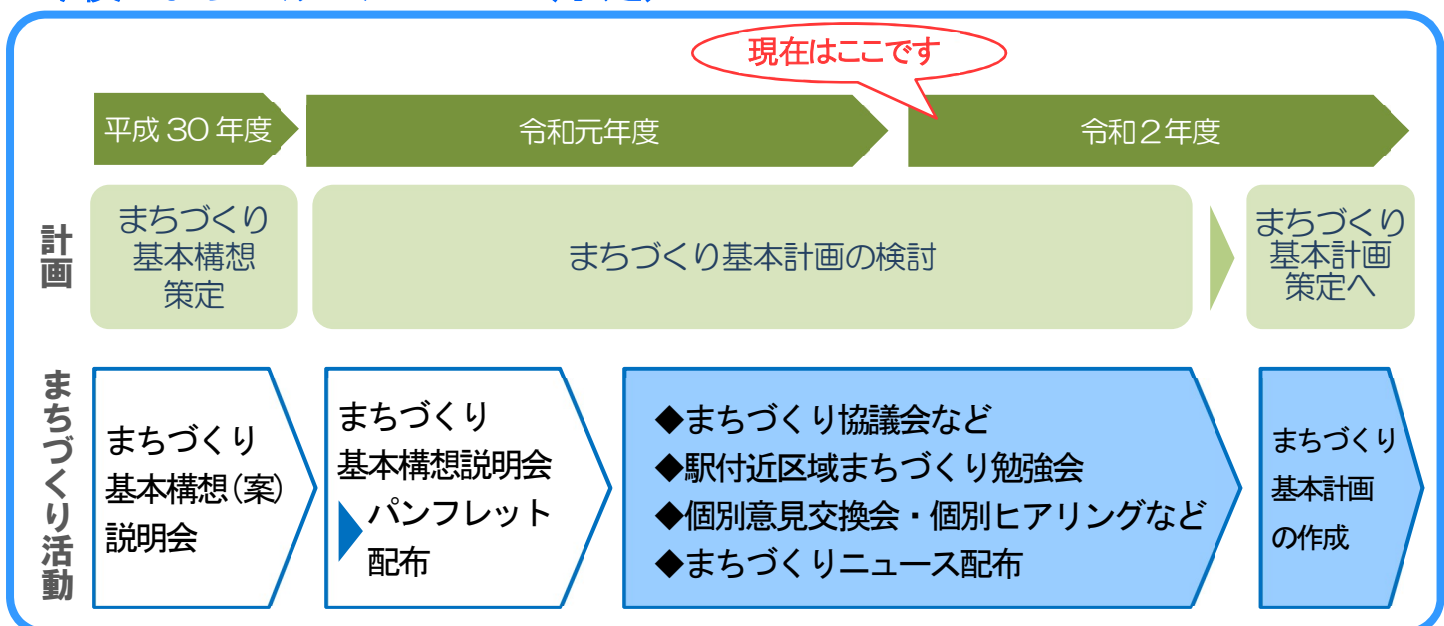 現在はここです
平成30年度
令和元年度
令和2年度
計画
まちづくり
基本構想
策定
まちづくり基本計画の検討
まちづくり
基本計画
策定へ
まちづくり活動
まちづくり
基本構想(案)
説明会
まちづくり
基本構想説明会
パンフレット
配布
◆まちづくり協議会など
◆駅付近区域まちづくり勉強会
◆個別意見交換会・個別ヒアリングなど
◆まちづくりニュース配布
まちづくり
基本計画
の作成